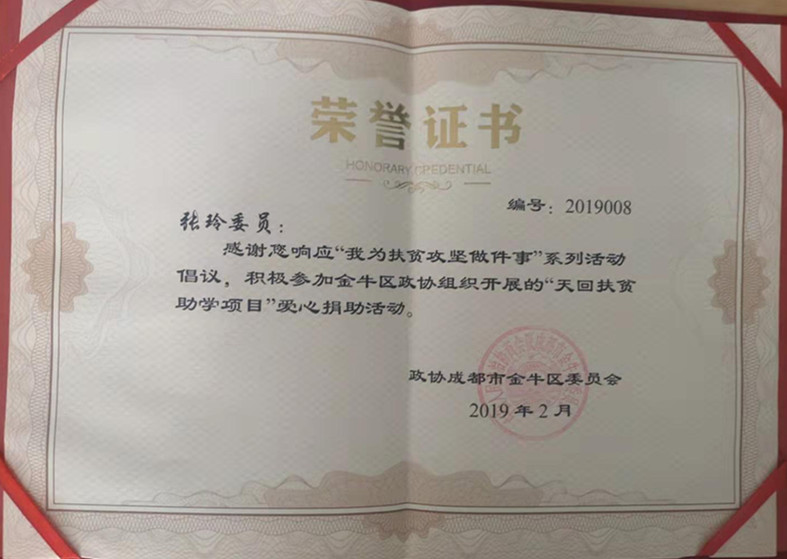 荣誉证书
HONORARY CREDENTIAL
编号：2019008
张玲委员：
感谢您响应“我为扶贫攻坚做件事”系列活动
倡议，积极参加金牛区政协组织开展的“天回扶贫
助学项目”爱心捐助活动。
政协成都市金牛区委员会
2019年2月